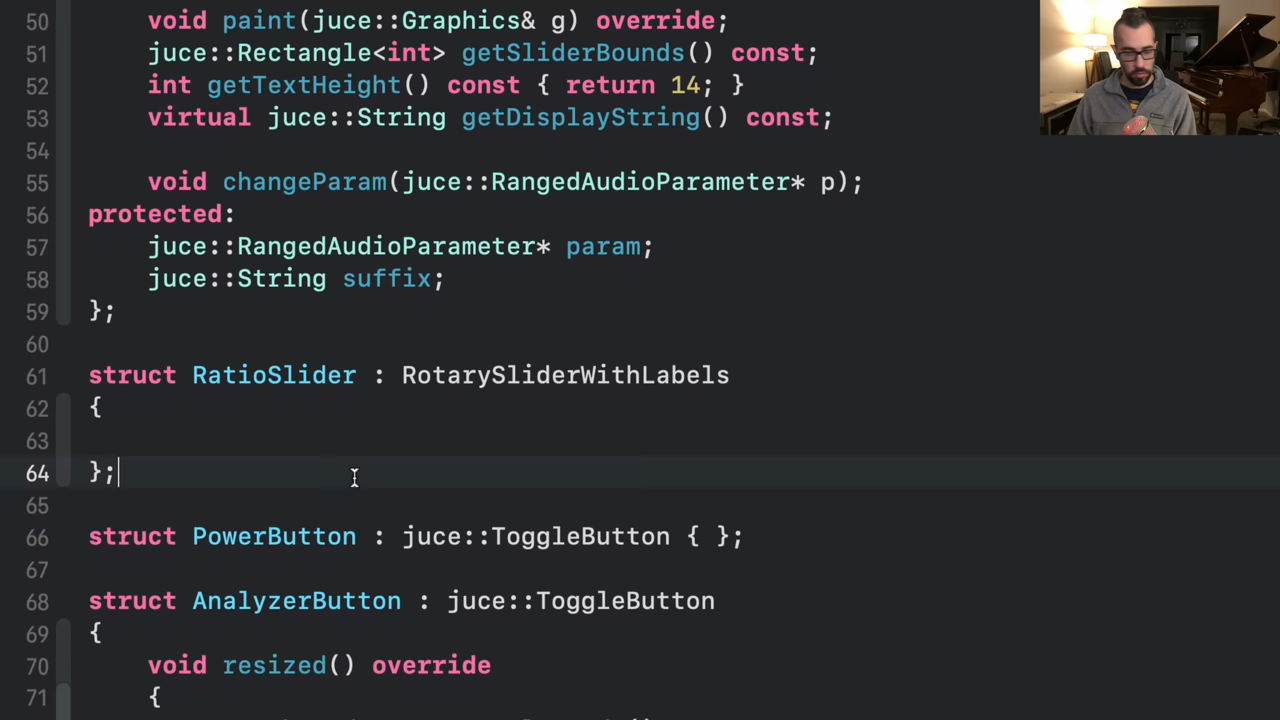 50 void paint(juce::Graphics& g) override;
51 juce::Rectangle<int> getSliderBounds() const;
52 int getTextHeight() const { return 14; }
53 virtual juce::String getDisplayString() const;
54
55 void changeParam(juce::RangedAudioParameter* p);
56 protected:
57 juce::RangedAudioParameter* param;
58 juce::String suffix;
59 };
60
61 struct RatioSlider : RotarySliderWithLabels
62 {
63
64 };
65
66 struct PowerButton : juce::ToggleButton { };
67
68 struct AnalyzerButton : juce::ToggleButton
69 {
70 void resized() override
71 {